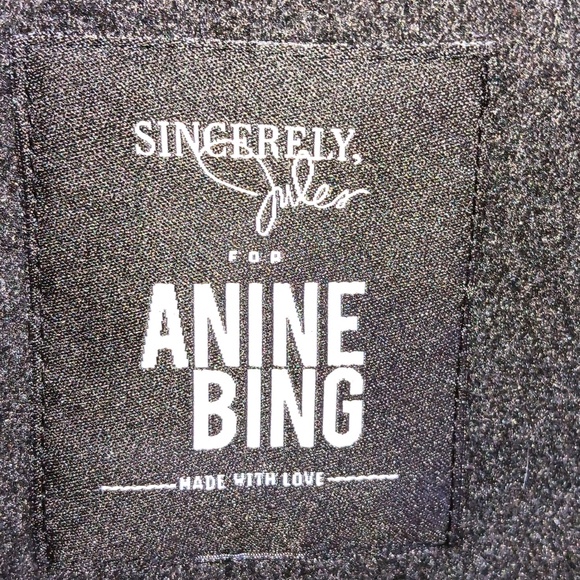 SINCERELY,
Jules
FOR
ANINE
BING
MADE WITH LOVE